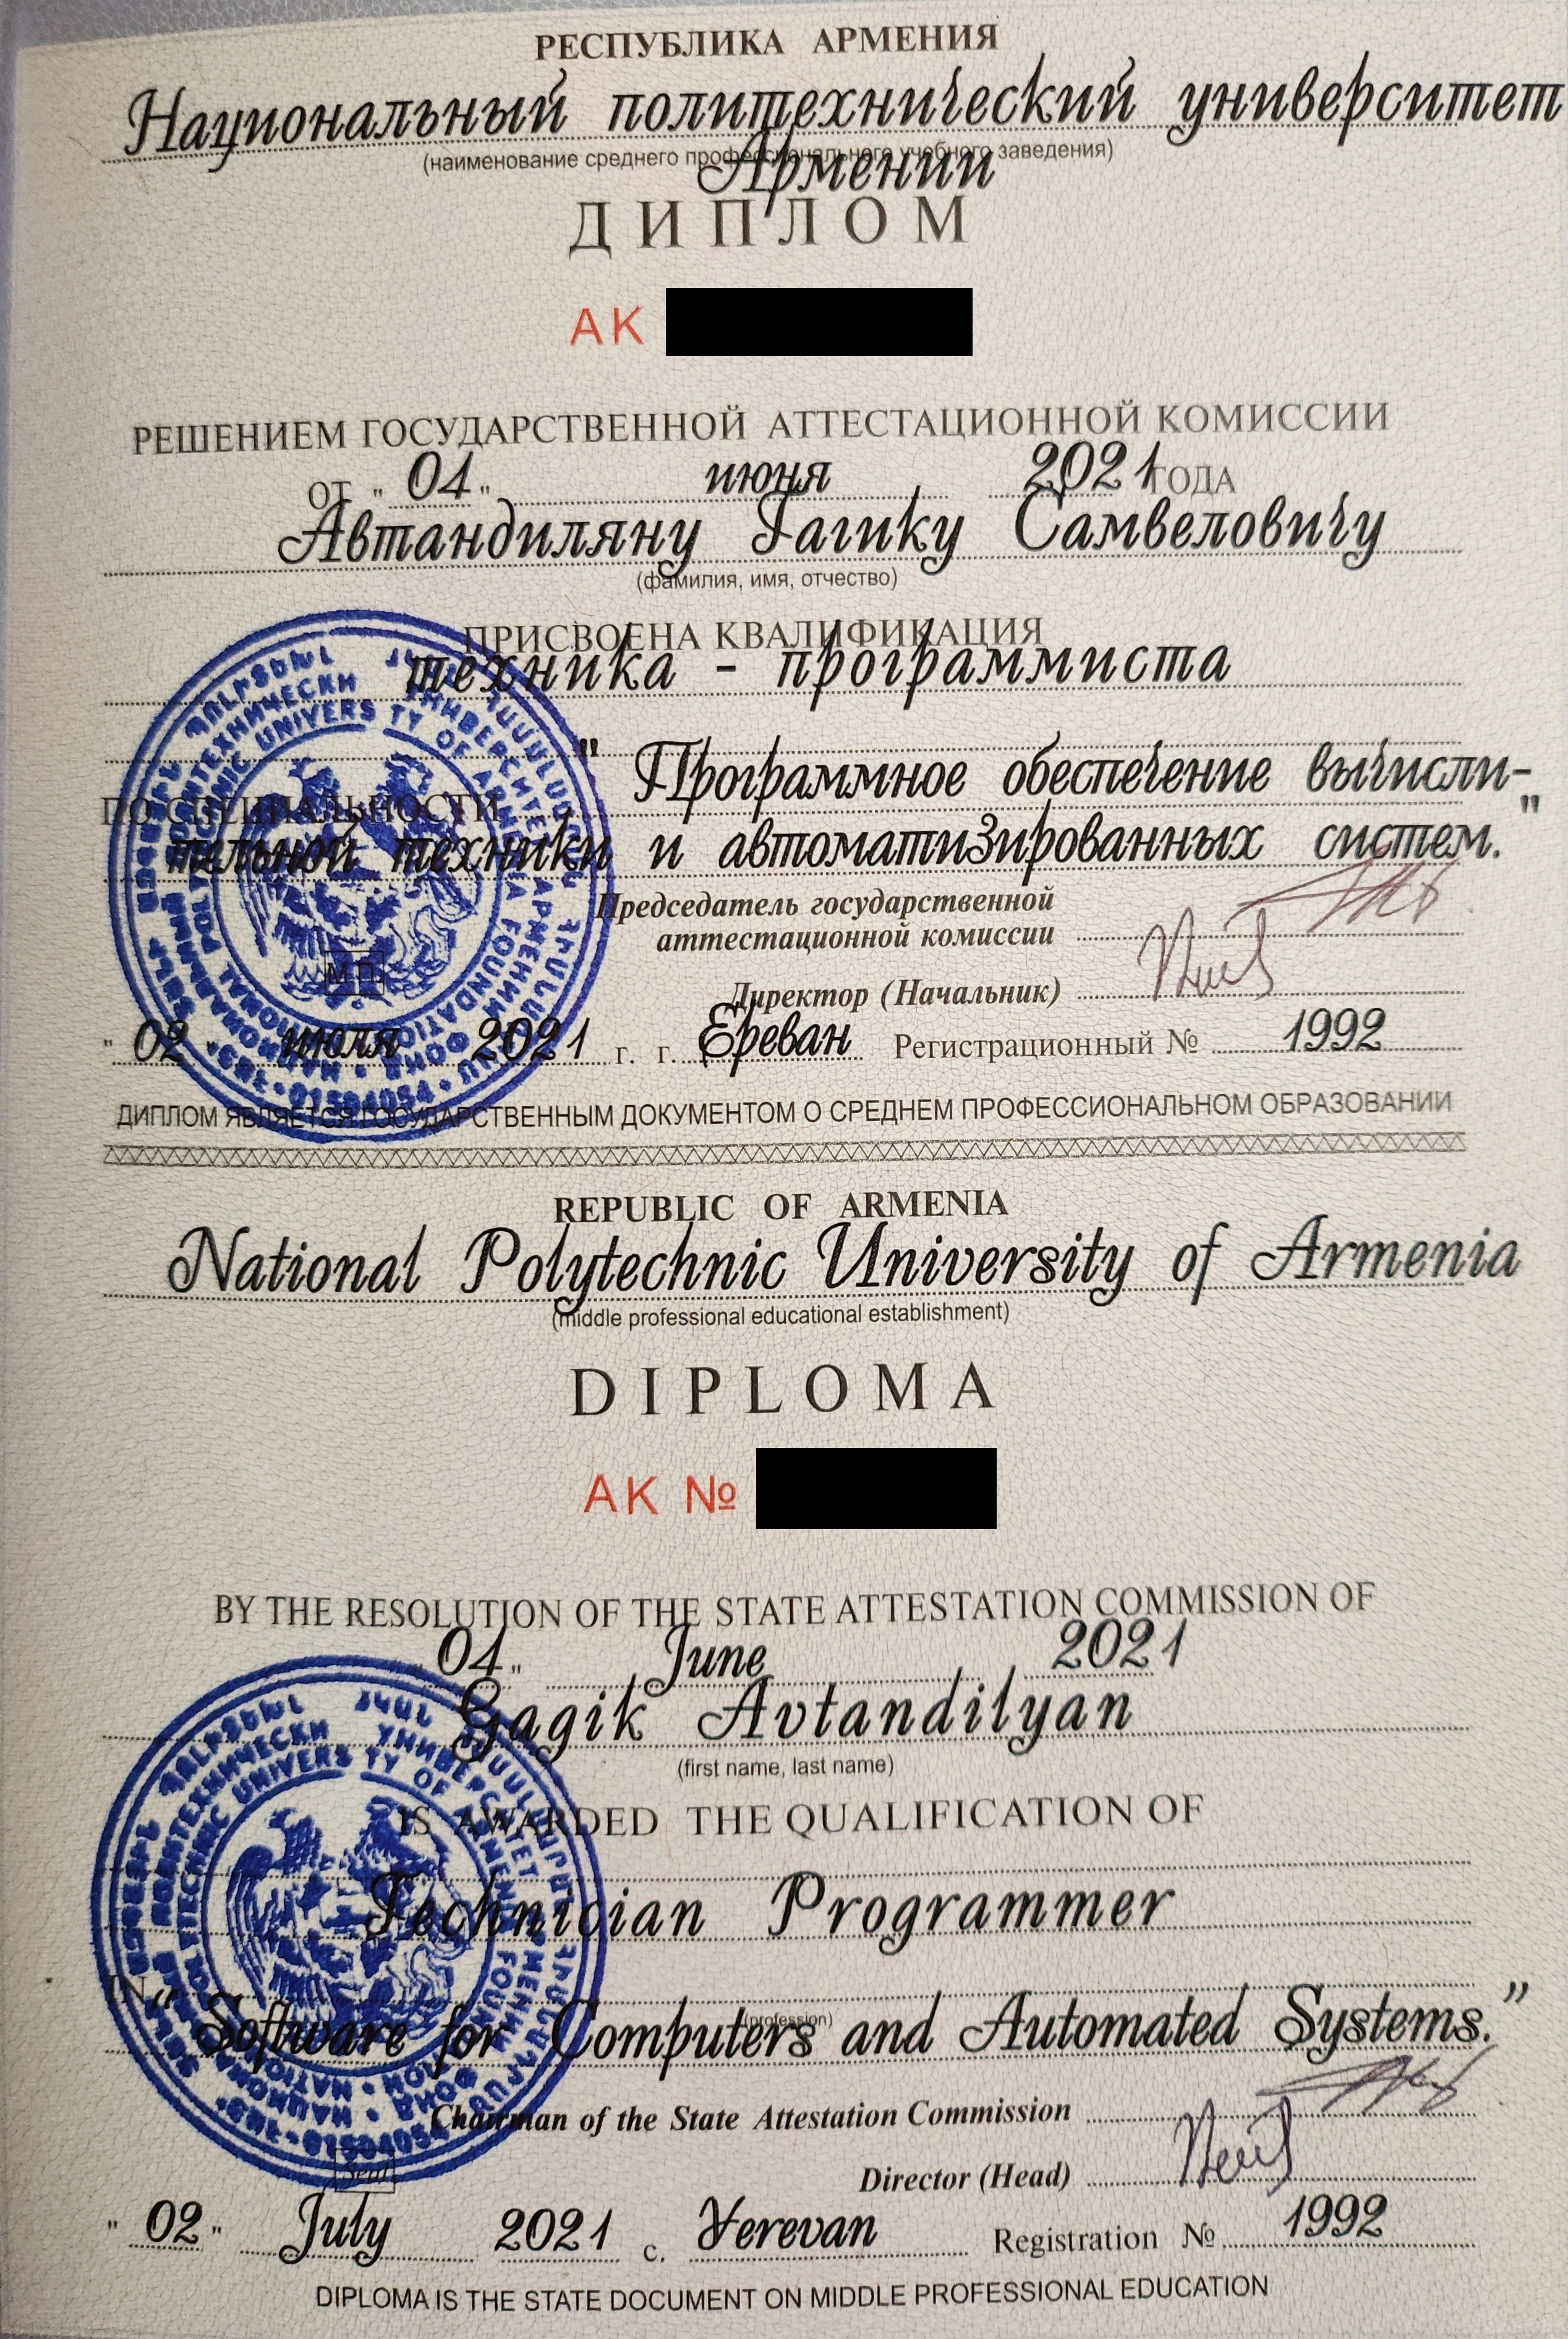 РЕСПУБЛИКА АРМЕНИЯ
Национальный политехнический университет
(наименование среднего профессионального учебного заведения)
Армении
ДИПЛОМ
АК
РЕШЕНИЕМ ГОСУДАРСТВЕННОЙ АТТЕСТАЦИОННОЙ КОМИССИИ
ОТ " 04 " июня 2021 ГОДА
Автандиляну Гагику Самвеловичу
(фамилия, имя, отчество)
ПРИСВОЕНА КВАЛИФИКАЦИЯ
техника - программиста
ПО СПЕЦИАЛЬНОСТИ " Программное обеспечение вычисли-
тельной техники и автоматизированных систем. "
Председатель государственной
аттестационной комиссии
М.П.
Директор (Начальник)
" 02 " июля 2021 г. г. Ереван Регистрационный № 1992
ДИПЛОМ ЯВЛЯЕТСЯ ГОСУДАРСТВЕННЫМ ДОКУМЕНТОМ О СРЕДНЕМ ПРОФЕССИОНАЛЬНОМ ОБРАЗОВАНИИ
REPUBLIC OF ARMENIA
National Polytechnic University of Armenia
(middle professional educational establishment)
DIPLOMA
АК №
BY THE RESOLUTION OF THE STATE ATTESTATION COMMISSION OF
" 04 " June 2021
Gagik Avtandilyan
(first name, last name)
IS AWARDED THE QUALIFICATION OF
Technician Programmer
IN " Software for Computers and Automated Systems. "
(profession)
Chairman of the State Attestation Commission
Director (Head)
Seal
" 02 " July 2021 c. Yerevan Registration № 1992
DIPLOMA IS THE STATE DOCUMENT ON MIDDLE PROFESSIONAL EDUCATION